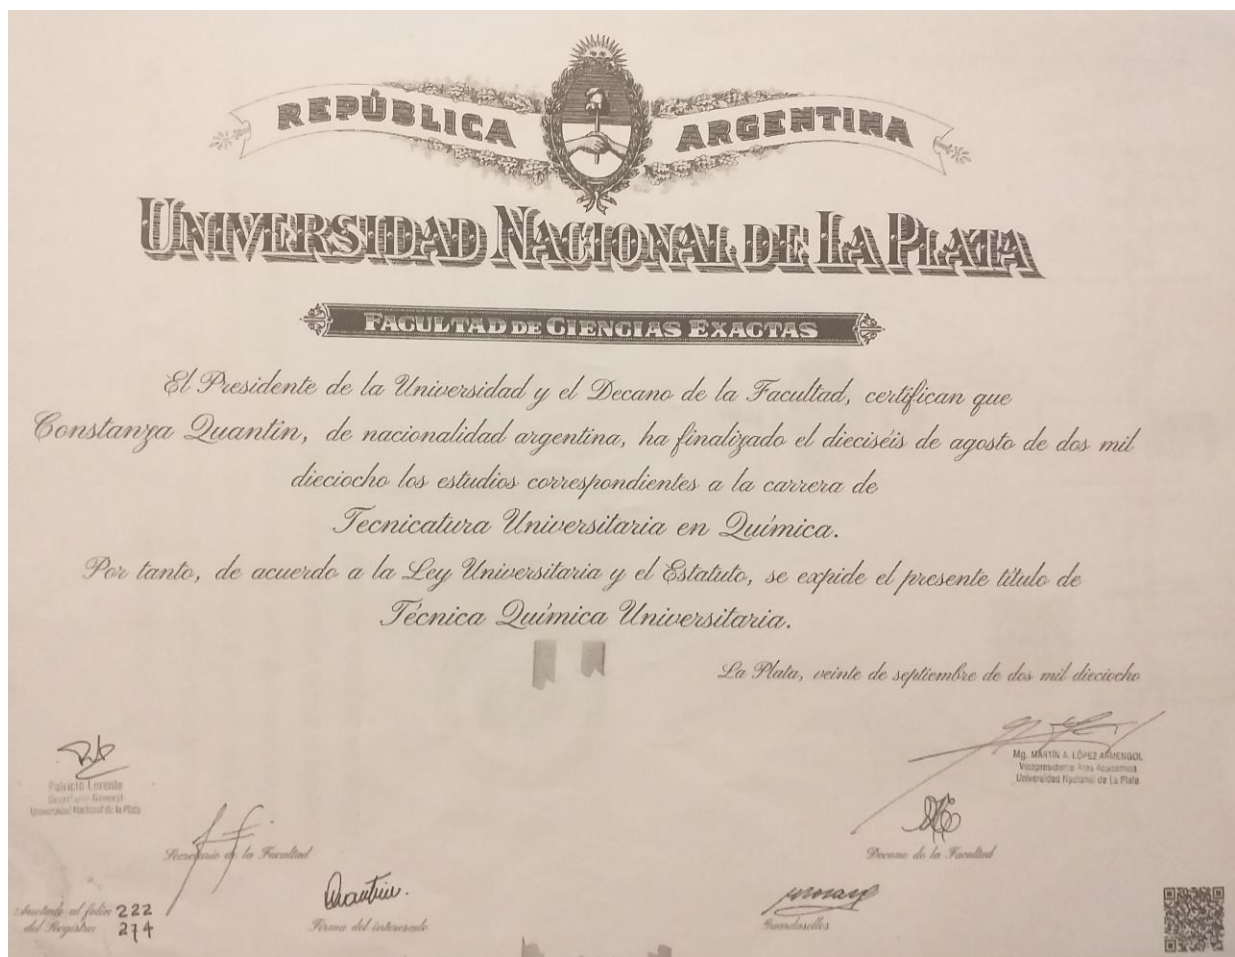 REPÚBLICA ARGENTINA
UNIVERSIDAD NACIONAL DE LA PLATA
FACULTAD DE CIENCIAS EXACTAS
El Presidente de la Universidad y el Decano de la Facultad, certifican que
Constanza Quantin, de nacionalidad argentina, ha finalizado el dieciséis de agosto de dos mil
dieciocho los estudios correspondientes a la carrera de
Tecnicatura Universitaria en Química.
Por tanto, de acuerdo a la Ley Universitaria y el Estatuto, se expide el presente título de
Técnica Química Universitaria.
La Plata, veinte de septiembre de dos mil dieciocho
Mg. MARTÍN A. LÓPEZ ARMENGOL
Vicepresidente Área Académica
Universidad Nacional de La Plata
Patricio Lorente
Secretario General
Universidad Nacional de la Plata
Secretario de la Facultad
Decano de la Facultad
Quantin.
Firma del interesado
Guardasellos
Anotado al folio 222
del Registro 274